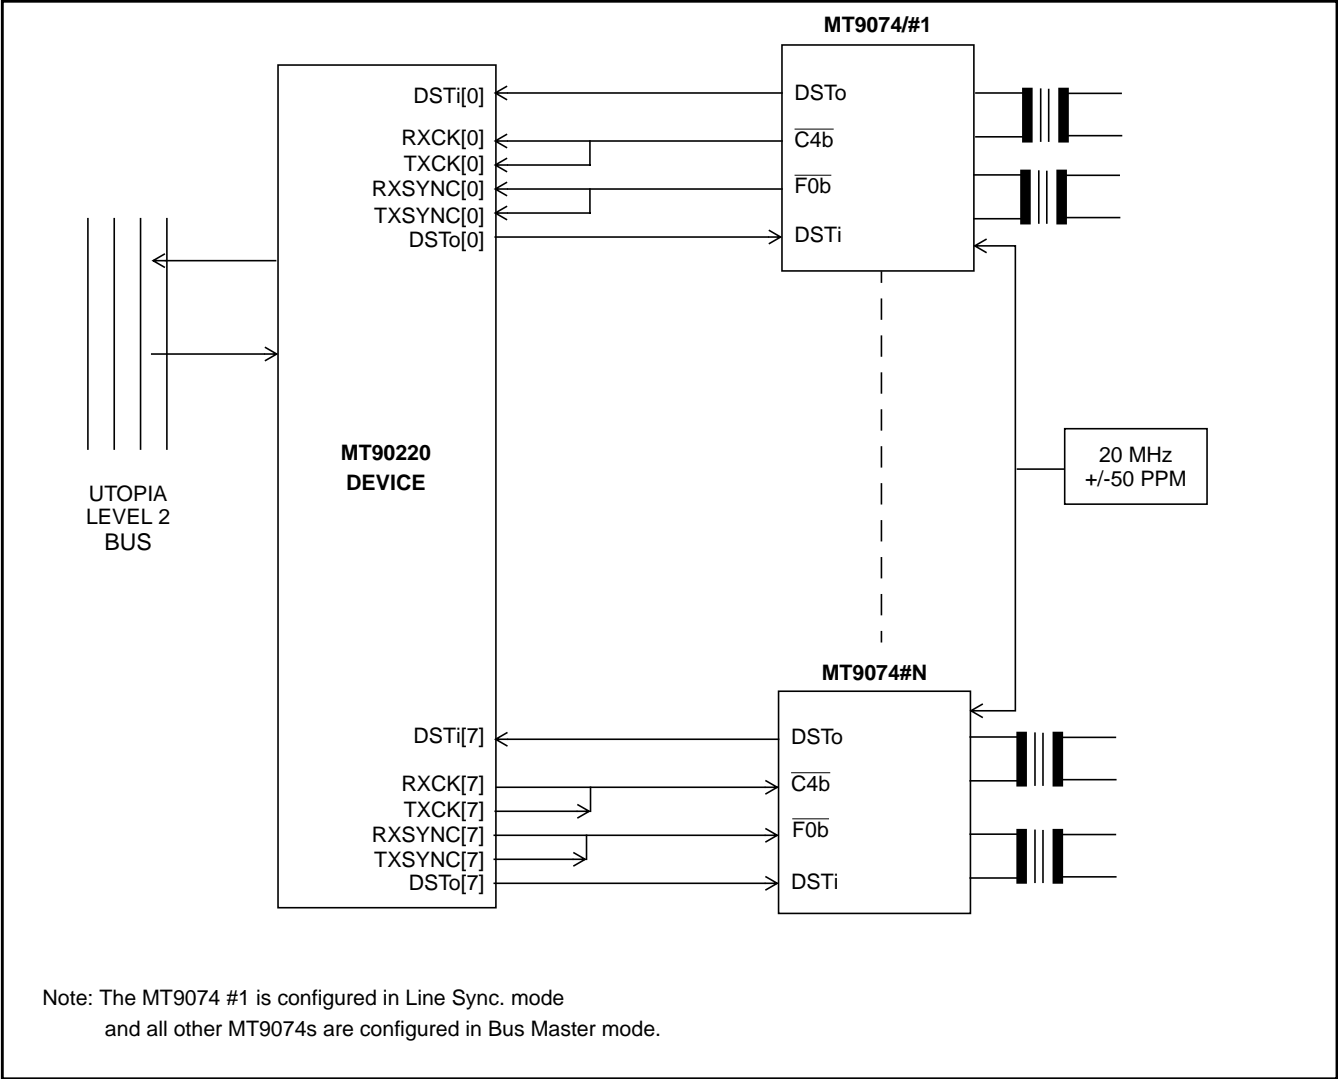 MT9074/#1
DSTi[0]
RXCK[0]
TXCK[0]
RXSYNC[0]
TXSYNC[0]
DSTo[0]
DSTo
C4b
F0b
DSTi
MT90220
DEVICE
UTOPIA
LEVEL 2
BUS
20 MHz
+/-50 PPM
MT9074#N
DSTi[7]
RXCK[7]
TXCK[7]
RXSYNC[7]
TXSYNC[7]
DSTo[7]
DSTo
C4b
F0b
DSTi
Note: The MT9074 #1 is configured in Line Sync. mode
and all other MT9074s are configured in Bus Master mode.